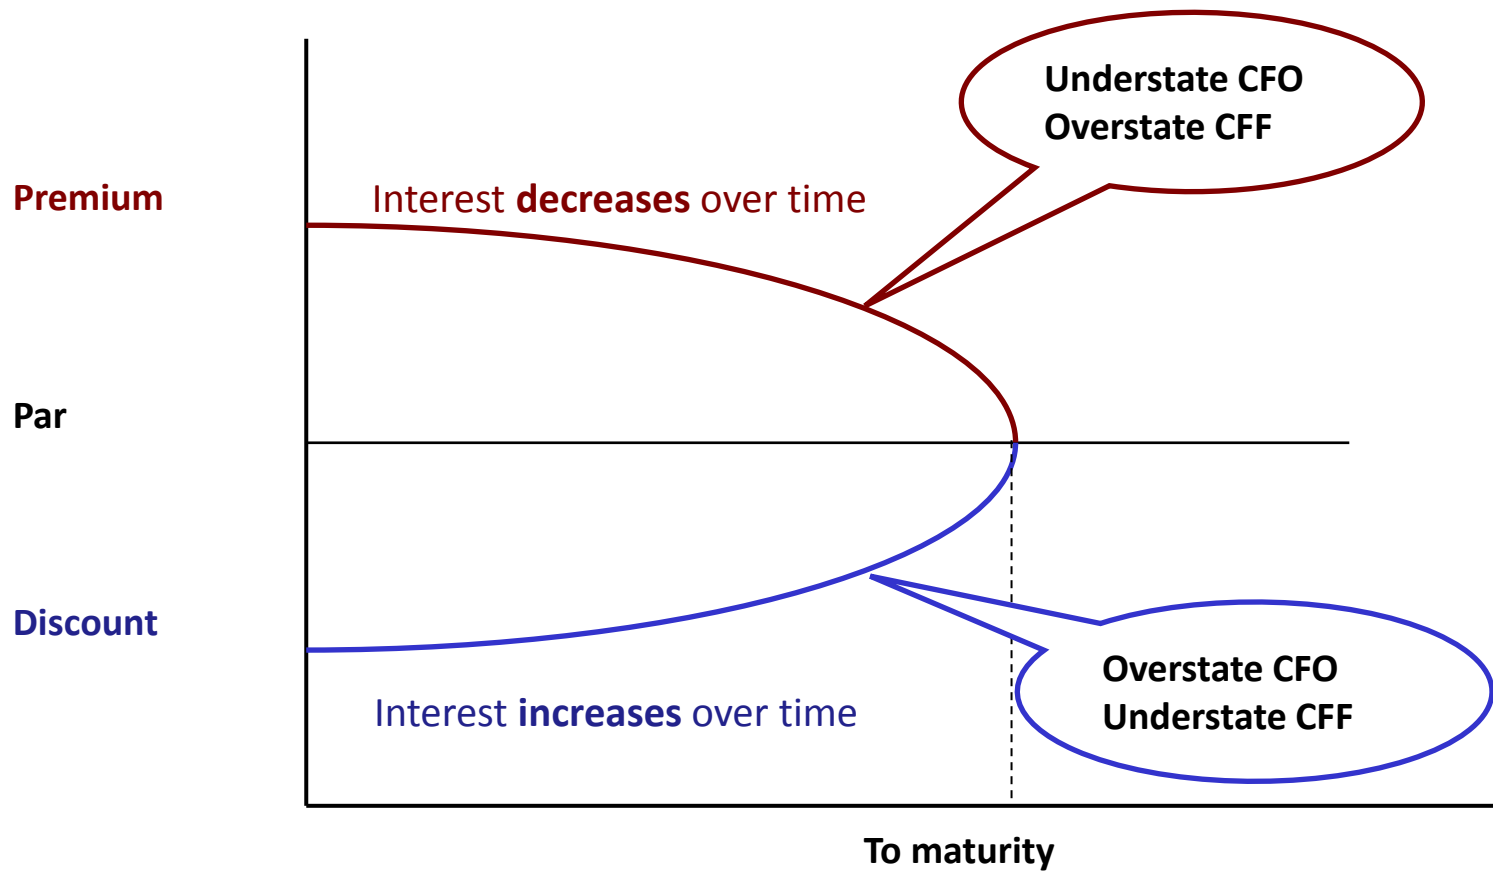 Understate CFO
Overstate CFF
Premium
Interest decreases over time
Par
Discount
Overstate CFO
Understate CFF
Interest increases over time
To maturity